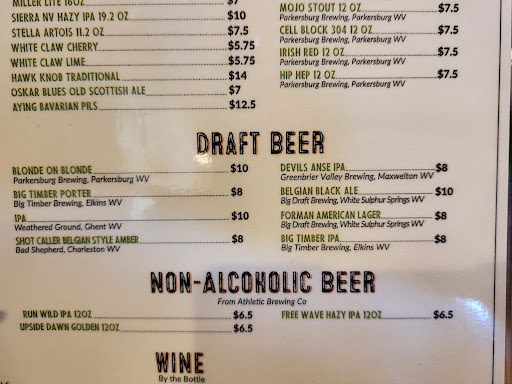 MILLER LITE 16OZ $7
SIERRA NV HAZY IPA 19.2 OZ $10
STELLA ARTOIS 11.2 OZ $7.5
WHITE CLAW CHERRY $5.75
WHITE CLAW LIME $5.75
HAWK KNOB TRADITIONAL $14
OSKAR BLUES OLD SCOTTISH ALE $7
AYING BAVARIAN PILS $12.5
MOJO STOUT 12 OZ $7.5
Parkersburg Brewing, Parkersburg WV
CELL BLOCK 304 12 OZ $7.5
Parkersburg Brewing, Parkersburg WV
IRISH RED 12 OZ $7.5
Parkersburg Brewing, Parkersburg WV
HIP HEP 12 OZ $7.5
Parkersburg Brewing, Parkersburg WV
DRAFT BEER
BLONDE ON BLONDE $10
Parkersburg Brewing, Parkersburg WV
BIG TIMBER PORTER $8
Big Timber Brewing, Elkins WV
IPA $10
Weathered Ground, Ghent WV
SHOT CALLER BELGIAN STYLE AMBER $8
Bad Shepherd, Charleston WV
DEVILS ANSE IPA $8
Greenbrier Valley Brewing, Maxwelton WV
BELGIAN BLACK ALE $10
Big Draft Brewing, White Sulphur Springs WV
FORMAN AMERICAN LAGER $8
Big Draft Brewing, White Sulphur Springs WV
BIG TIMBER IPA $8
Big Timber Brewing, Elkins WV
NON-ALCOHOLIC BEER
From Athletic Brewing Co
RUN WILD IPA 12OZ $6.5
UPSIDE DAWN GOLDEN 12OZ $6.5
FREE WAVE HAZY IPA 12OZ $6.5
WINE
By the Bottle